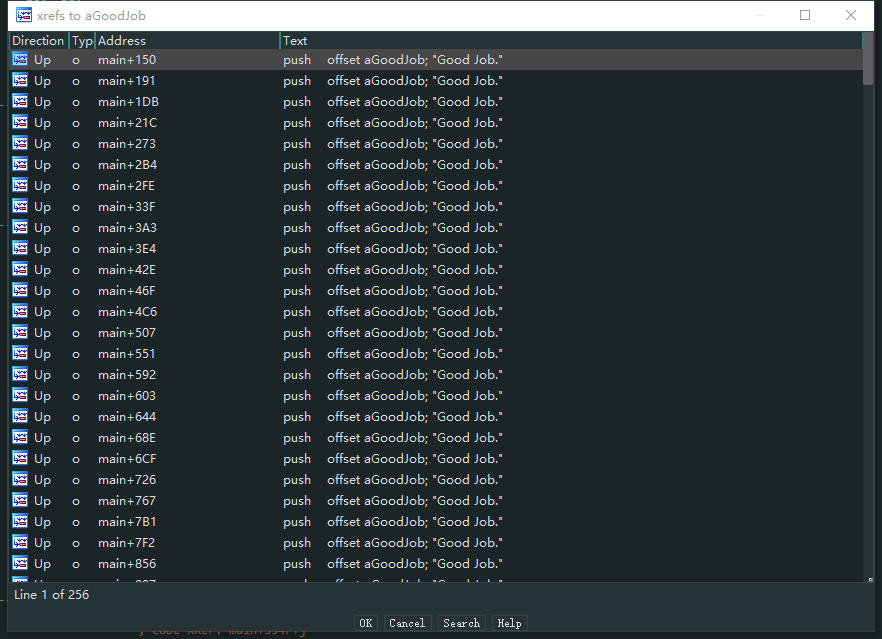 xrefs to aGoodJob
Direction Typ Address Text
Up o main+150 push offset aGoodJob; "Good Job."
Up o main+191 push offset aGoodJob; "Good Job."
Up o main+1DB push offset aGoodJob; "Good Job."
Up o main+21C push offset aGoodJob; "Good Job."
Up o main+273 push offset aGoodJob; "Good Job."
Up o main+2B4 push offset aGoodJob; "Good Job."
Up o main+2FE push offset aGoodJob; "Good Job."
Up o main+33F push offset aGoodJob; "Good Job."
Up o main+3A3 push offset aGoodJob; "Good Job."
Up o main+3E4 push offset aGoodJob; "Good Job."
Up o main+42E push offset aGoodJob; "Good Job."
Up o main+46F push offset aGoodJob; "Good Job."
Up o main+4C6 push offset aGoodJob; "Good Job."
Up o main+507 push offset aGoodJob; "Good Job."
Up o main+551 push offset aGoodJob; "Good Job."
Up o main+592 push offset aGoodJob; "Good Job."
Up o main+603 push offset aGoodJob; "Good Job."
Up o main+644 push offset aGoodJob; "Good Job."
Up o main+68E push offset aGoodJob; "Good Job."
Up o main+6CF push offset aGoodJob; "Good Job."
Up o main+726 push offset aGoodJob; "Good Job."
Up o main+767 push offset aGoodJob; "Good Job."
Up o main+7B1 push offset aGoodJob; "Good Job."
Up o main+7F2 push offset aGoodJob; "Good Job."
Up o main+856 push offset aGoodJob; "Good Job."
Line 1 of 256
OK Cancel Search Help